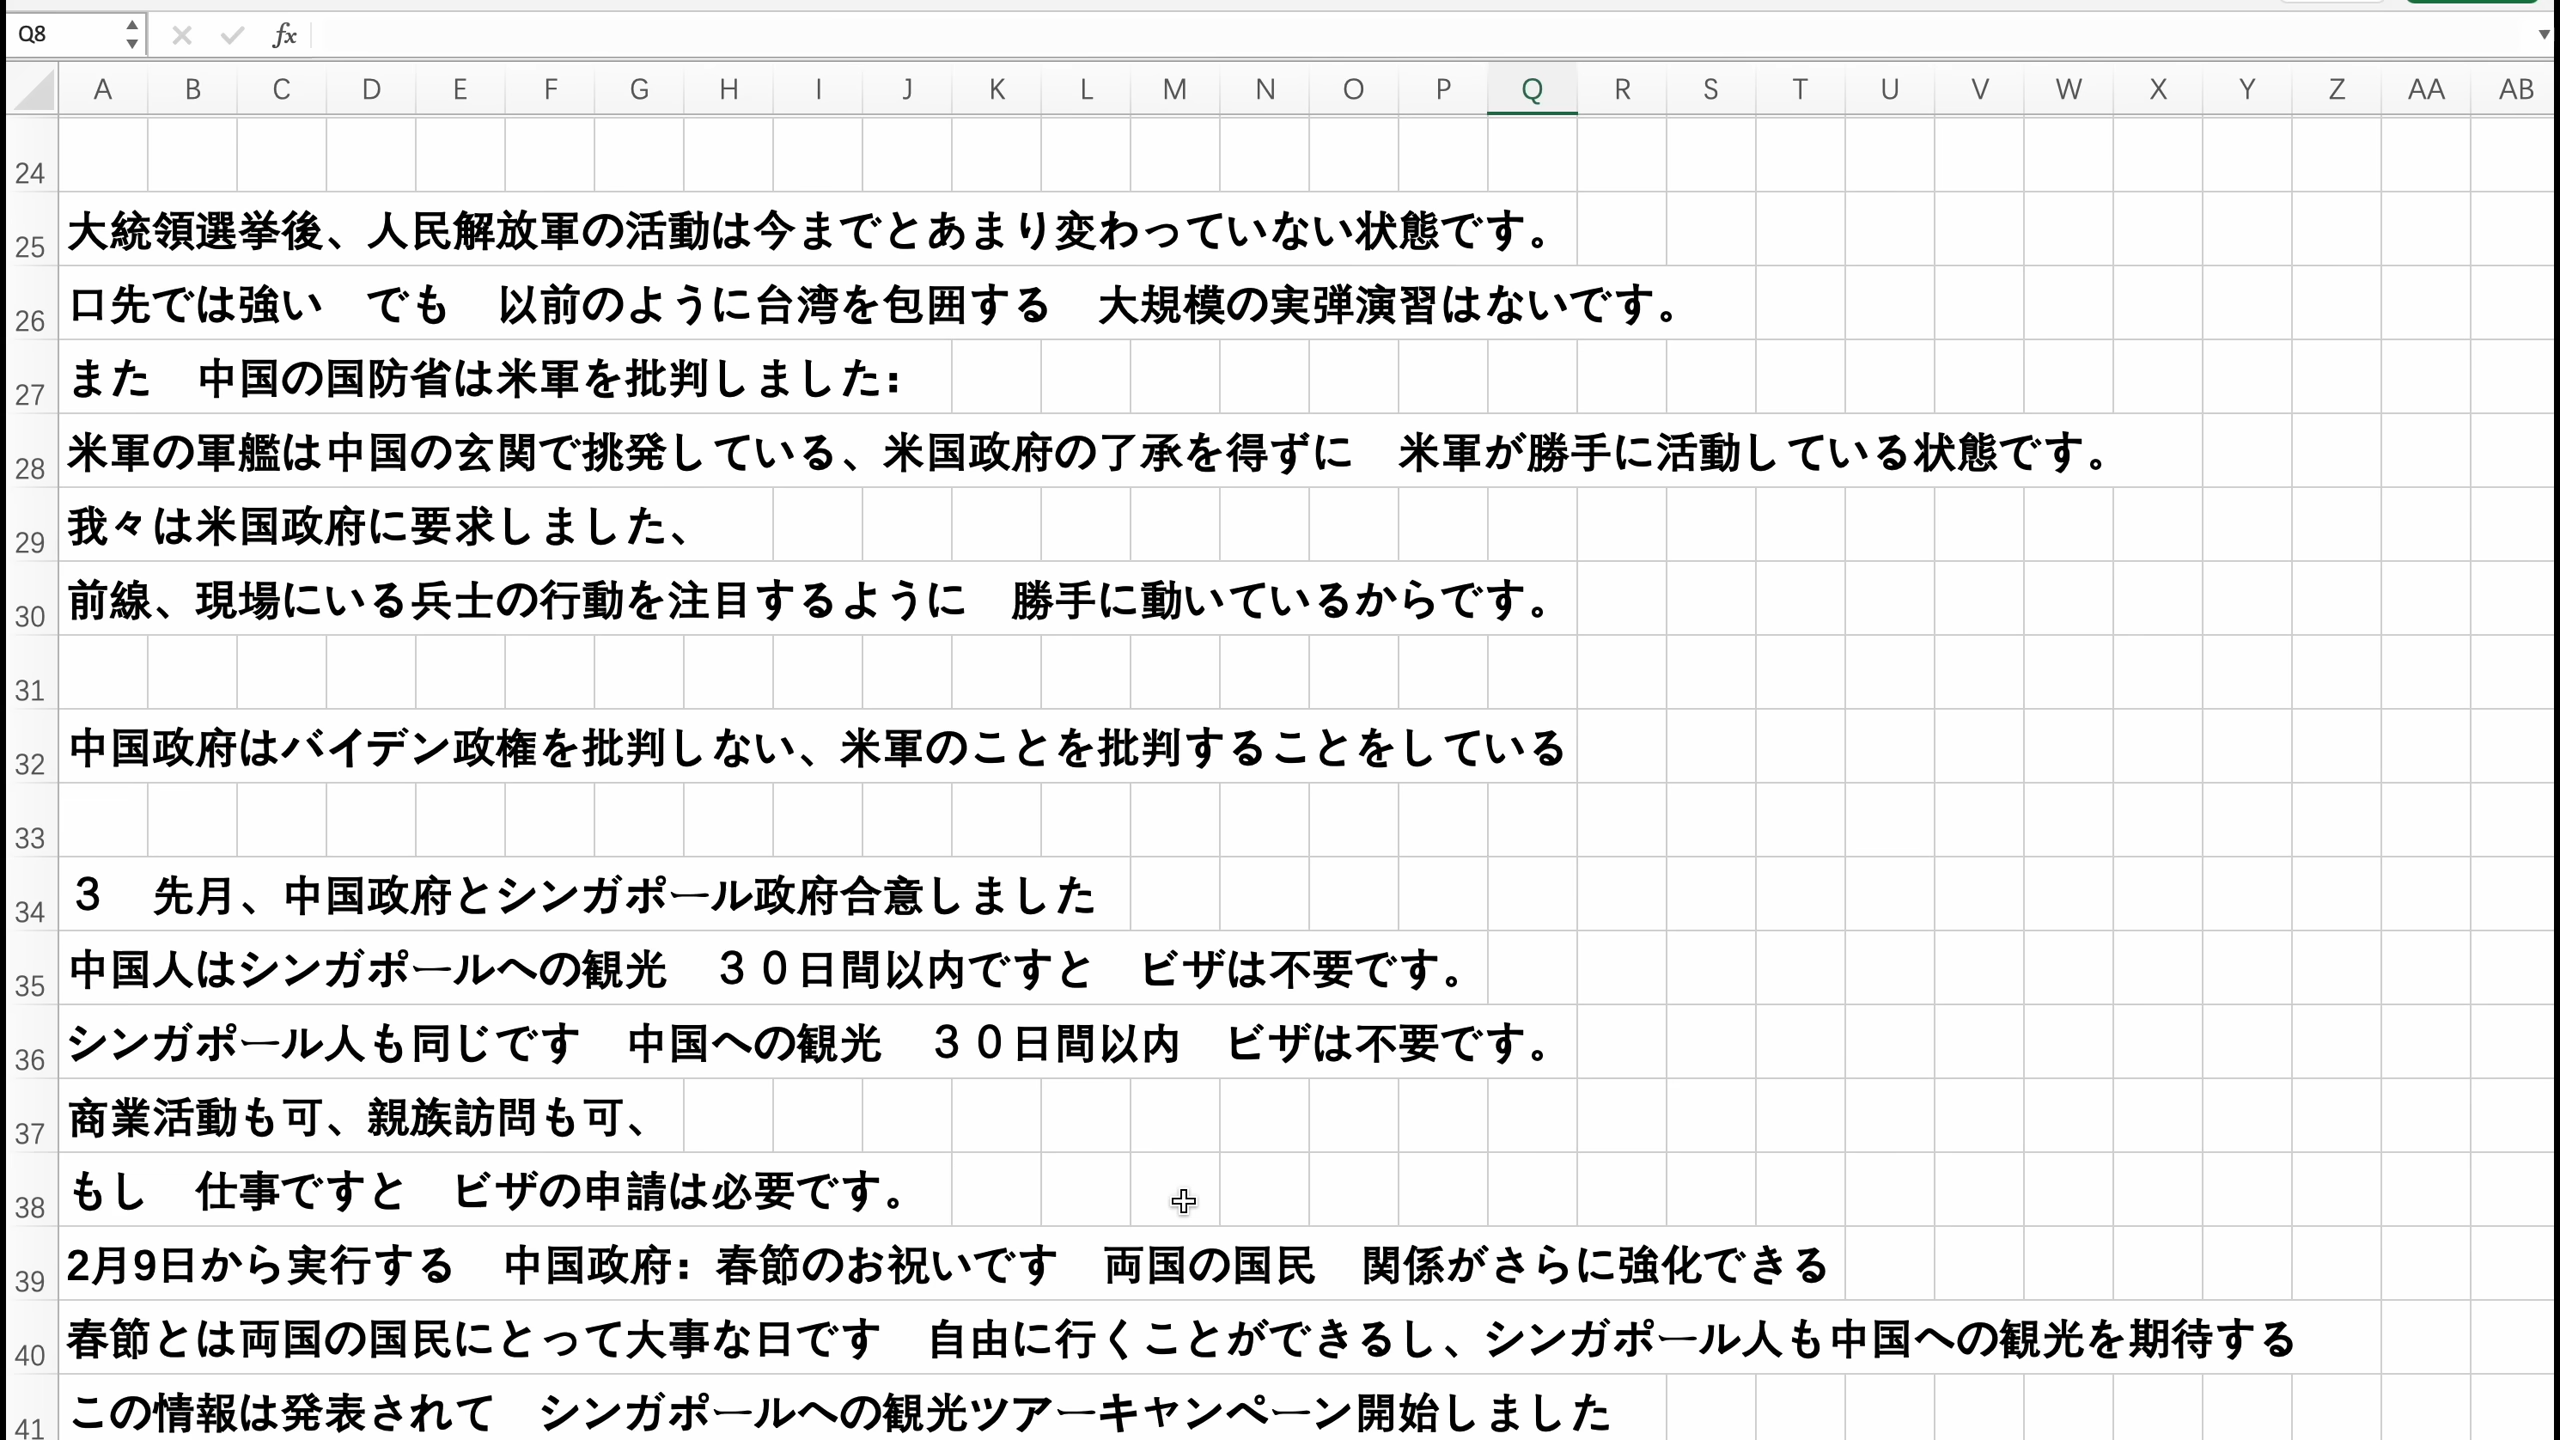 Q8 fx
A B C D E F G H I J K L M N O P Q R S T U V W X Y Z AA AB
24
25 大統領選挙後、人民解放軍の活動は今までとあまり変わっていない状態です。
26 口先では強い　でも　以前のように台湾を包囲する　大規模の実弾演習はないです。
27 また　中国の国防省は米軍を批判しました：
28 米軍の軍艦は中国の玄関で挑発している、米国政府の了承を得ずに　米軍が勝手に活動している状態です。
29 我々は米国政府に要求しました、
30 前線、現場にいる兵士の行動を注目するように　勝手に動いているからです。
31
32 中国政府はバイデン政権を批判しない、米軍のことを批判することをしている
33
34 ３　先月、中国政府とシンガポール政府合意しました
35 中国人はシンガポールへの観光　３０日間以内ですと　ビザは不要です。
36 シンガポール人も同じです　中国への観光　３０日間以内　ビザは不要です。
37 商業活動も可、親族訪問も可、
38 もし　仕事ですと　ビザの申請は必要です。
39 2月9日から実行する　中国政府：春節のお祝いです　両国の国民　関係がさらに強化できる
40 春節とは両国の国民にとって大事な日です　自由に行くことができるし、シンガポール人も中国への観光を期待する
41 この情報は発表されて　シンガポールへの観光ツアーキャンペーン開始しました